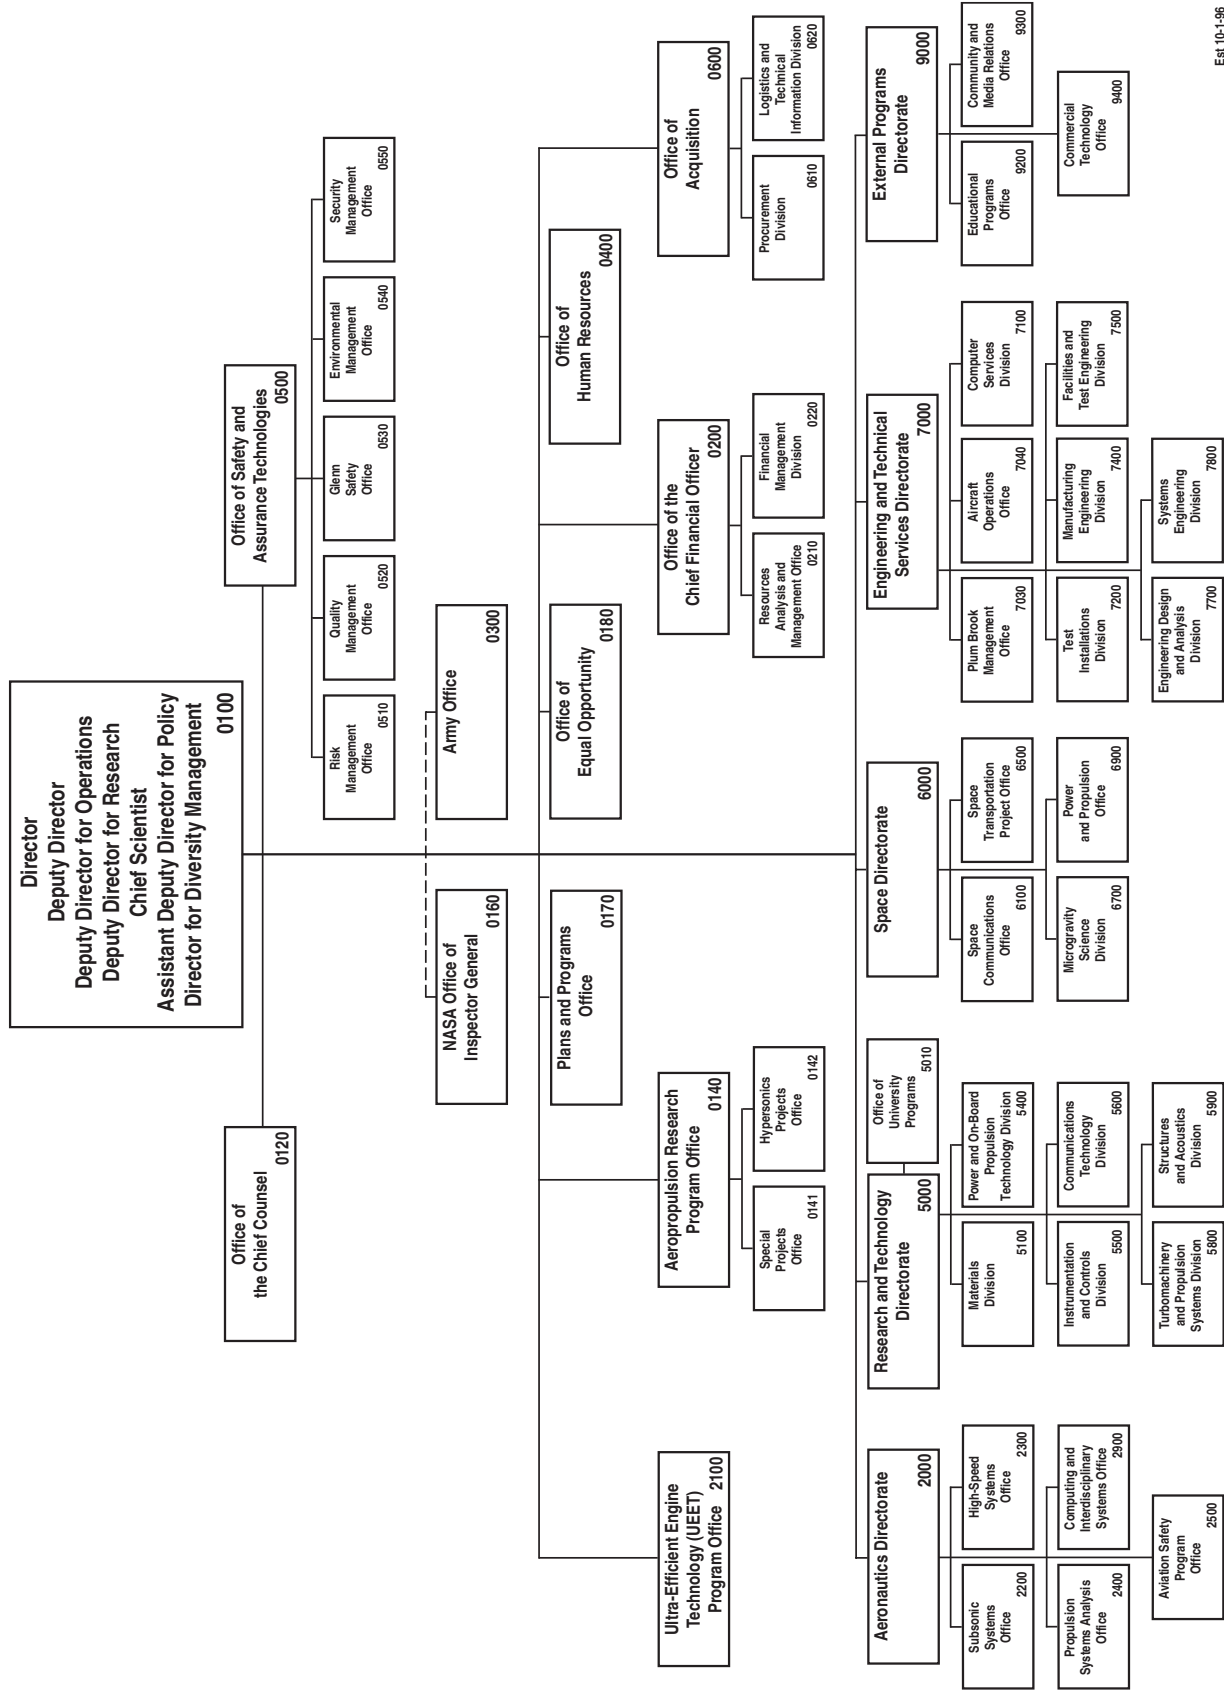 Director
Deputy Director
Deputy Director for Operations
Deputy Director for Research
Chief Scientist
Assistant Deputy Director for Policy
Director for Diversity Management
0100
Office of
the Chief Counsel
0120
Office of Safety and
Assurance Technologies
0500
Risk
Management
Office
0510
Quality
Management
Office
0520
Glenn
Safety
Office
0530
Environmental
Management
Office
0540
Security
Management
Office
0550
NASA Office of
Inspector General
0160
Army Office
0300
Plans and Programs
Office
0170
Office of
Equal Opportunity
0180
Office of
Human Resources
0400
Ultra-Efficient Engine
Technology (UEET)
Program Office 2100
Aeropropulsion Research
Program Office
0140
Special
Projects
Office
0141
Hypersonics
Projects
Office
0142
Office of the
Chief Financial Officer
0200
Resources
Analysis and
Management Office
0210
Financial
Management
Division
0220
Office of
Acquisition
0600
Procurement
Division
0610
Logistics and
Technical
Information Division
0620
Aeronautics Directorate
2000
Subsonic
Systems
Office
2200
High-Speed
Systems
Office
2300
Propulsion
Systems Analysis
Office
2400
Computing and
Interdisciplinary
Systems Office
2900
Aviation Safety
Program
Office
2500
Research and Technology
Directorate
5000
Office of
University
Programs
5010
Materials
Division
5100
Power and On-Board
Propulsion
Technology Division
5400
Instrumentation
and Controls
Division
5500
Communications
Technology
Division
5600
Turbomachinery
and Propulsion
Systems Division
5800
Structures
and Acoustics
Division
5900
Space Directorate
6000
Space
Communications
Office
6100
Space
Transportation
Project Office
6500
Microgravity
Science
Division
6700
Power
and Propulsion
Office
6900
Engineering and Technical
Services Directorate
7000
Plum Brook
Management
Office
7030
Aircraft
Operations
Office
7040
Computer
Services
Division
7100
Test
Installations
Division
7200
Manufacturing
Engineering
Division
7400
Facilities and
Test Engineering
Division
7500
Engineering Design
and Analysis
Division
7700
Systems
Engineering
Division
7800
External Programs
Directorate
9000
Educational
Programs
Office
9200
Community and
Media Relations
Office
9300
Commercial
Technology
Office
9400
Est 10-1-96